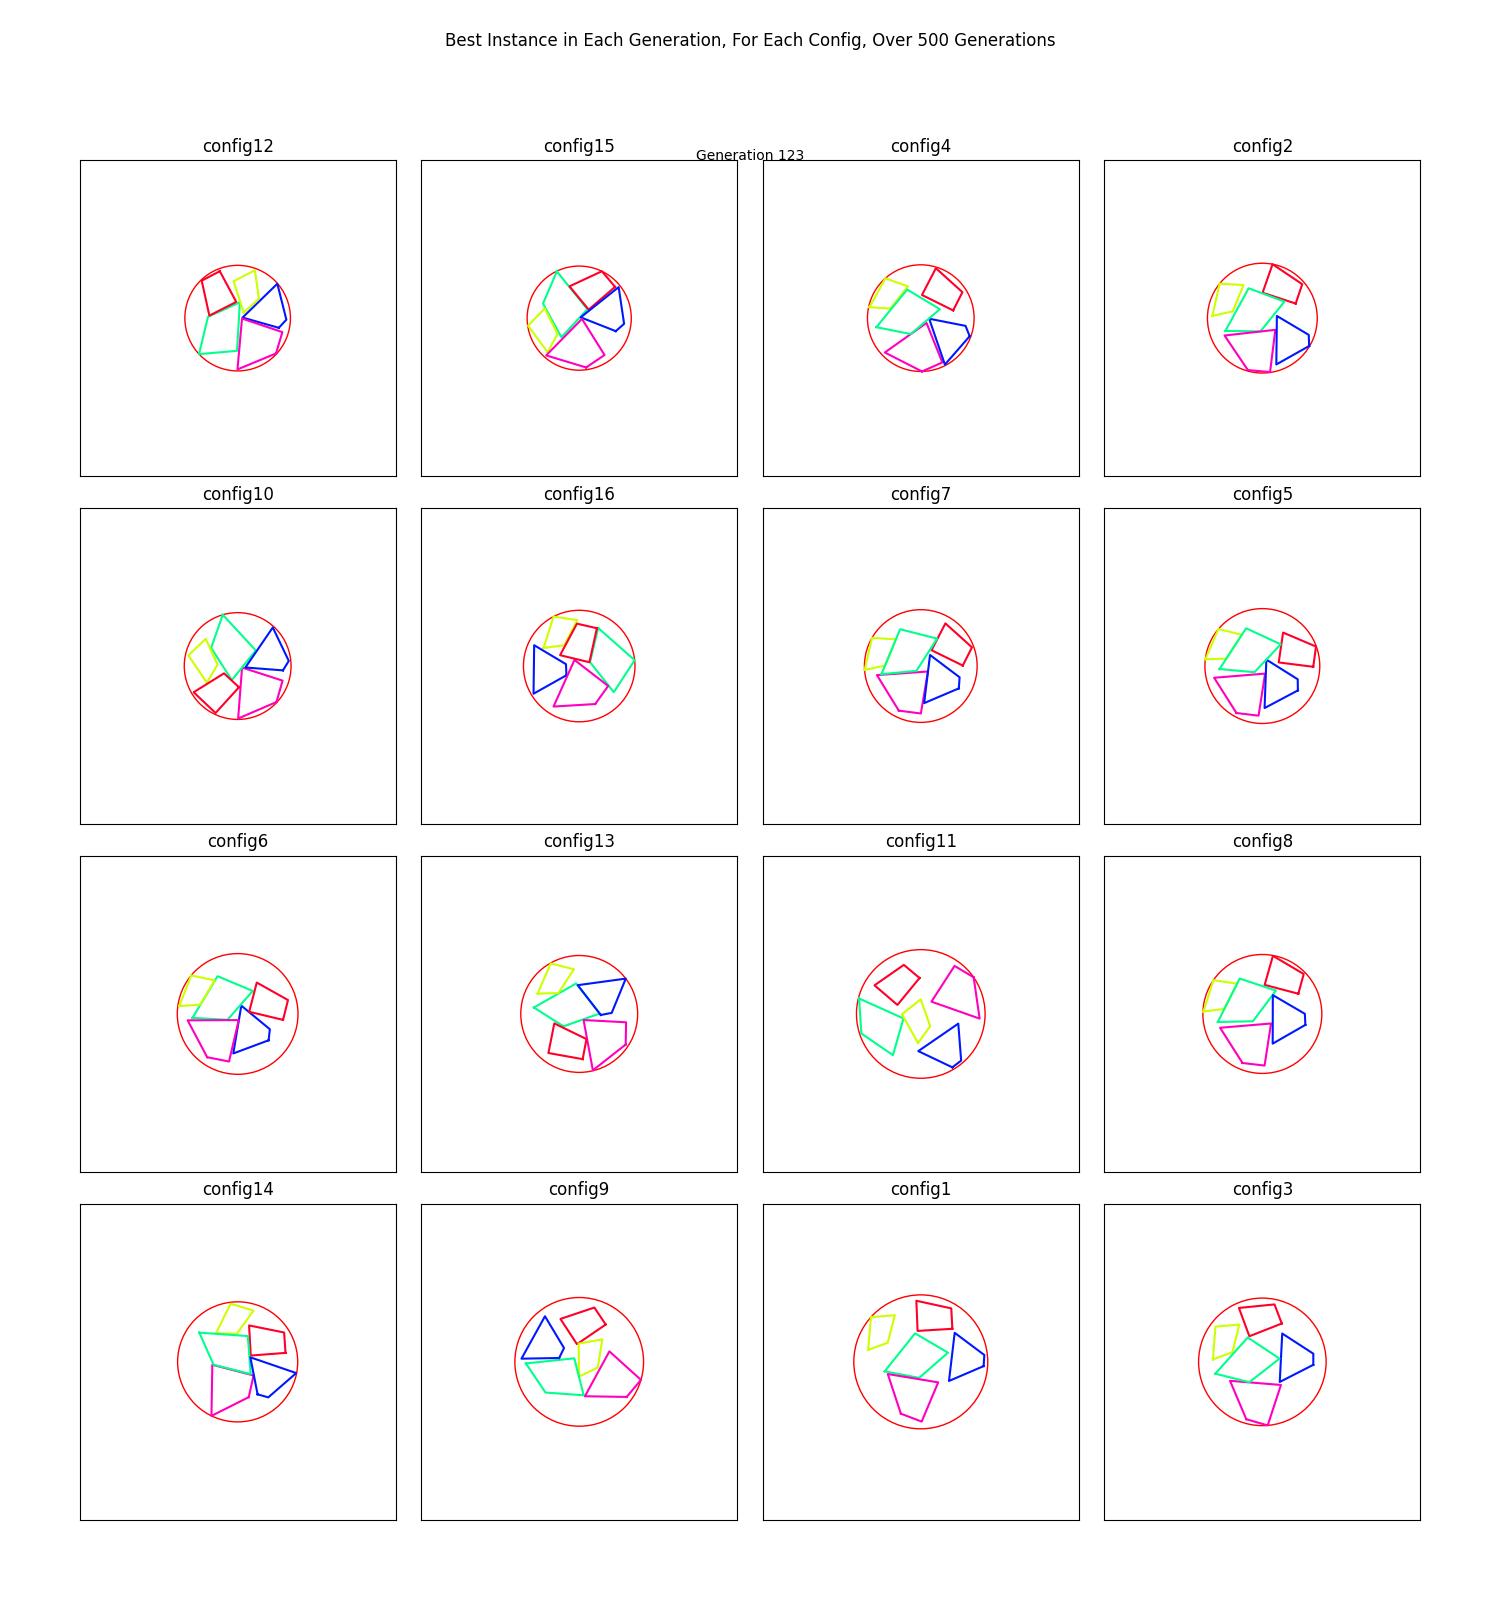 Best Instance in Each Generation, For Each Config, Over 500 Generations
Generation 123
config12
config15
config4
config2
config10
config16
config7
config5
config6
config13
config11
config8
config14
config9
config1
config3